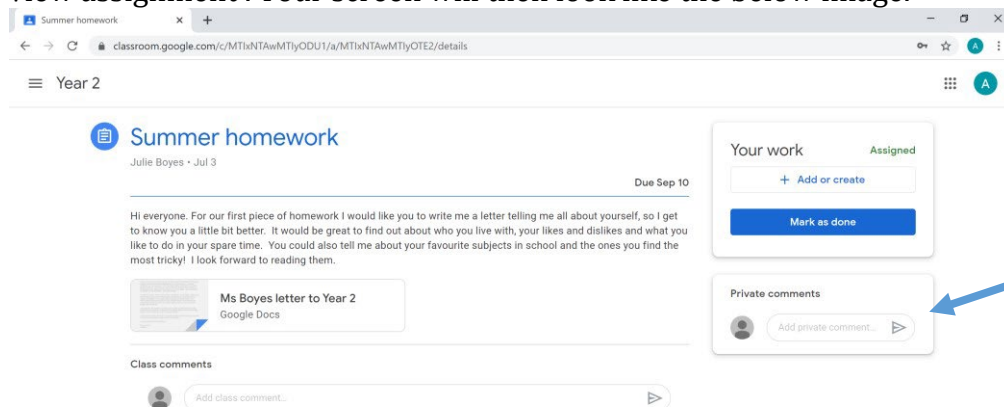 View assignment'. Your screen will then look like the below image.
Summer homework
classroom.google.com/c/MTIxNTAwMTIyODU1/a/MTIxNTAwMTIyOTE2/details
A
Year 2
A
Summer homework
Julie Boyes • Jul 3
Due Sep 10
Hi everyone. For our first piece of homework I would like you to write me a letter telling me all about yourself, so I get
to know you a little bit better. It would be great to find out about who you live with, your likes and dislikes and what you
like to do in your spare time. You could also tell me about your favourite subjects in school and the ones you find the
most tricky! I look forward to reading them.
Ms Boyes letter to Year 2
Google Docs
Class comments
Add class comment...
Your work
Assigned
+ Add or create
Mark as done
Private comments
Add private comment...